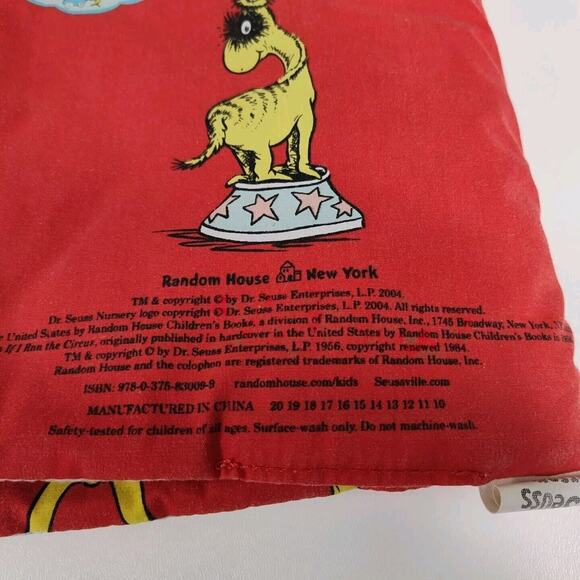 Random House New York
TM & copyright © by Dr. Seuss Enterprises, L.P. 2004.
Dr. Seuss Nursery logo copyright © Dr. Seuss Enterprises, L.P. 2004. All rights reserved.
United States by Random House Children's Books, a division of Random House, Inc., 1745 Broadway, New York,
If I Ran the Circus, originally published in hardcover in the United States by Random House Children's Books in
TM & copyright © by Dr. Seuss Enterprises, L.P. 1956, copyright renewed 1984.
Random House and the colophon are registered trademarks of Random House, Inc.
ISBN: 978-0-375-83009-9 randomhouse.com/kids Seussville.com
MANUFACTURED IN CHINA 20 19 18 17 16 15 14 13 12 11 10
Safety-tested for children of all ages. Surface-wash only. Do not machine-wash.